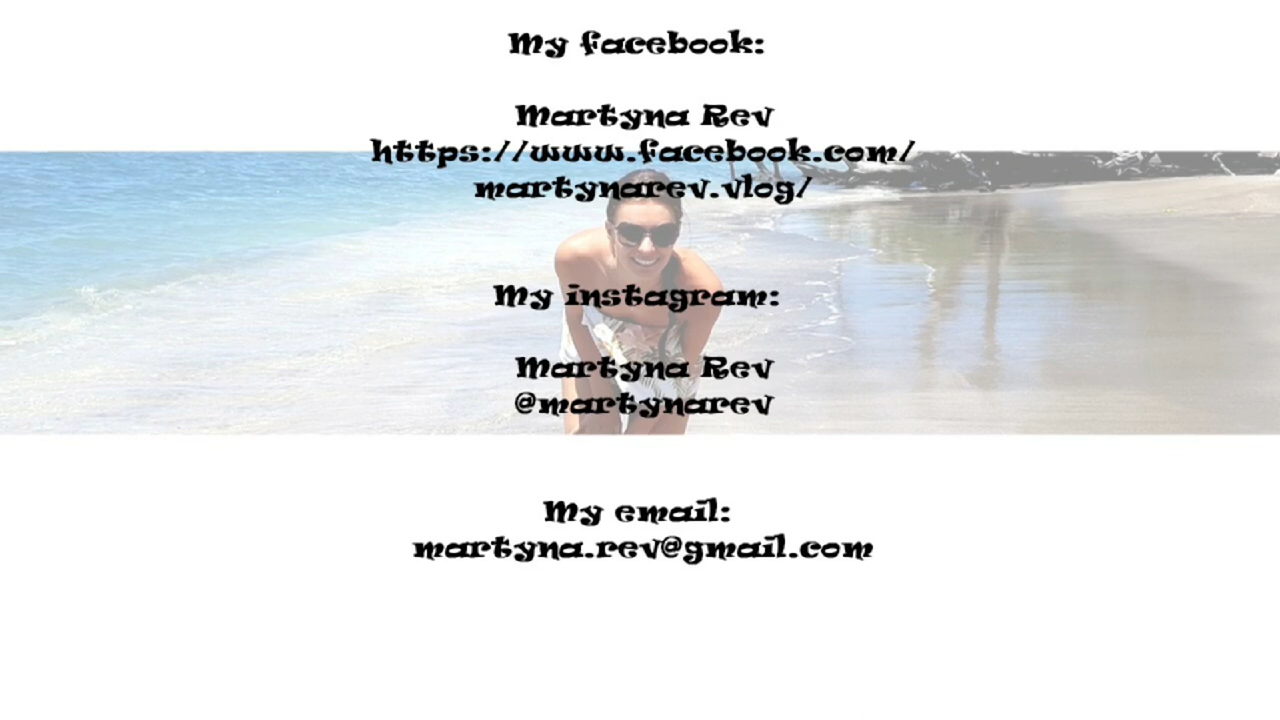 My facebook:
Martyna Rev
https://www.facebook.com/
martynarev.vlog/
My instagram:
Martyna Rev
@martynarev
My email:
martyna.rev@gmail.com